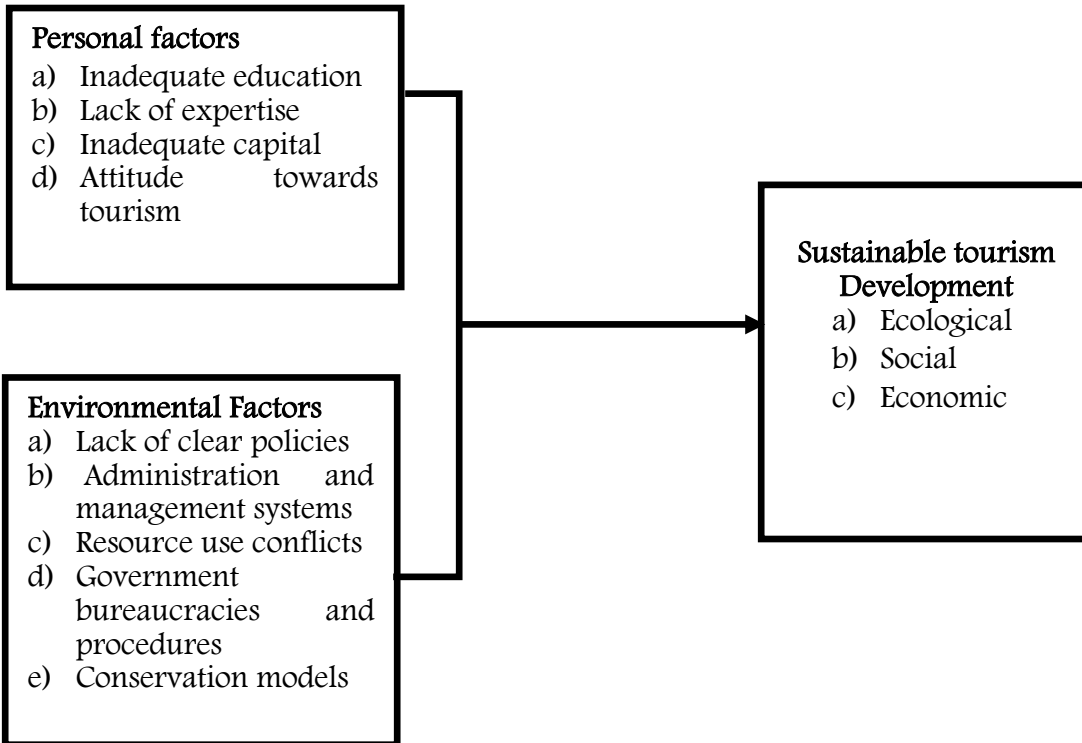 Personal factors
a) Inadequate education
b) Lack of expertise
c) Inadequate capital
d) Attitude towards
tourism
Environmental Factors
a) Lack of clear policies
b) Administration and
management systems
c) Resource use conflicts
d) Government
bureaucracies and
procedures
e) Conservation models
Sustainable tourism
Development
a) Ecological
b) Social
c) Economic